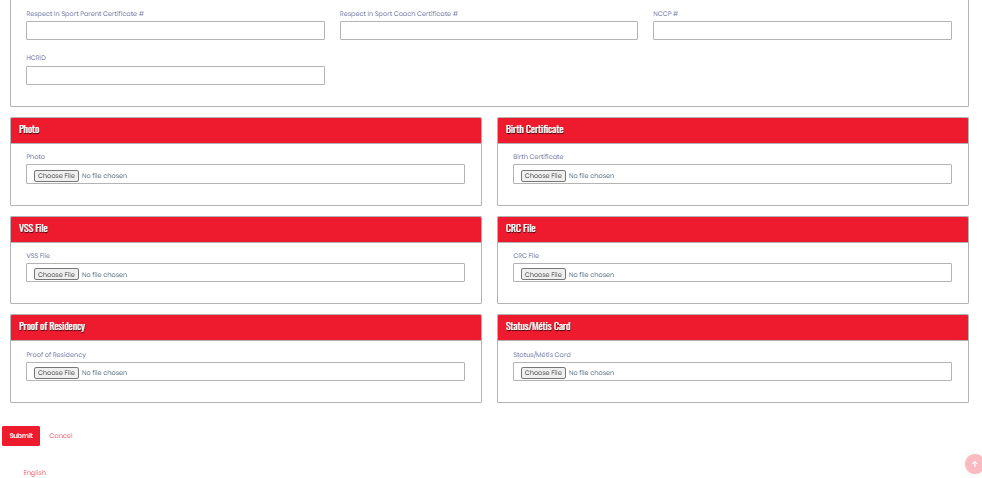 Respect In Sport Parent Certificate #
Respect In Sport Coach Certificate #
NCCP #
HCRID
Photo
Birth Certificate
Photo
Birth Certificate
Choose File No file chosen
Choose File No file chosen
VSS File
CRC File
VSS File
CRC File
Choose File No file chosen
Choose File No file chosen
Proof of Residency
Status/Métis Card
Proof of Residency
Status/Métis Card
Choose File No file chosen
Choose File No file chosen
Submit Cancel
English